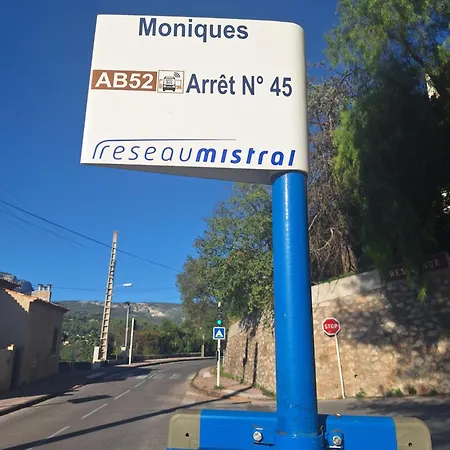 Moniques
AB52 Arrêt N° 45
reseaumistral
STOP